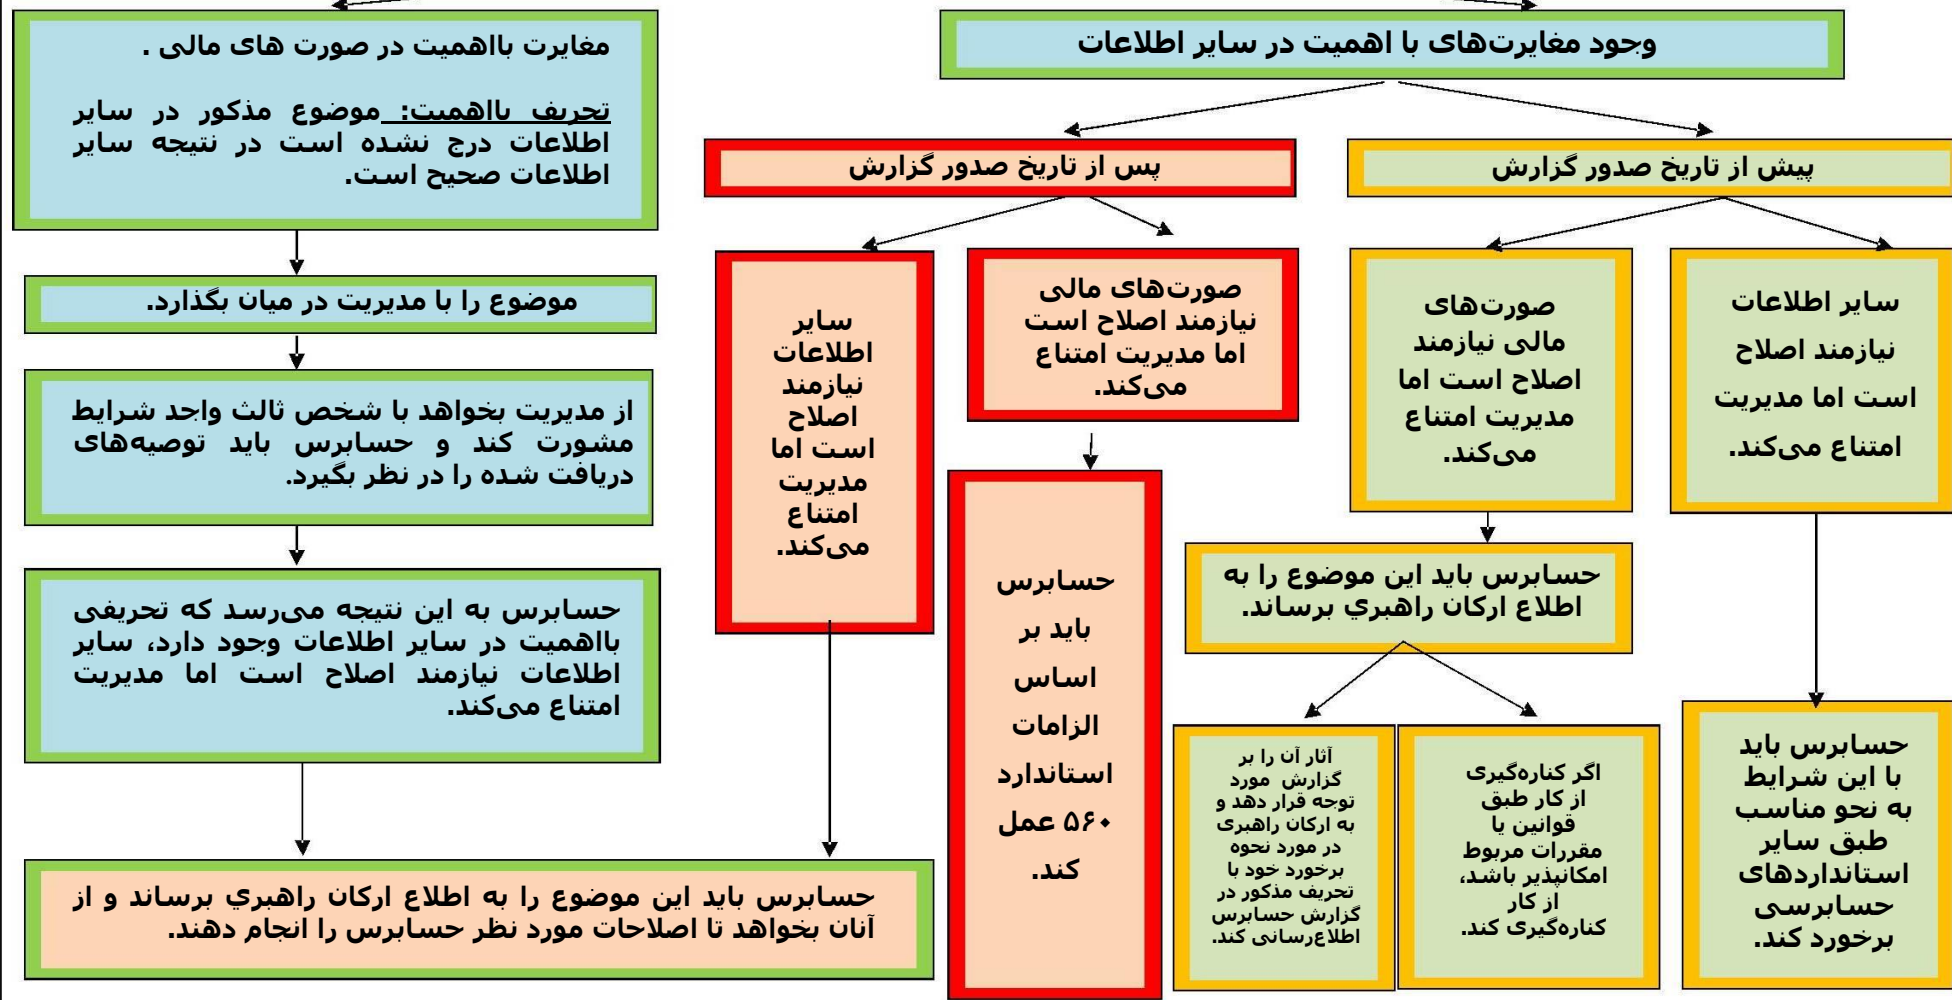 وجود مغایرت‌های با اهمیت در سایر اطلاعات
پیش از تاریخ صدور گزارش
پس از تاریخ صدور گزارش
سایر اطلاعات
نیازمند اصلاح
است اما مدیریت
امتناع می‌کند.
صورت‌های
مالی نیازمند
اصلاح است اما
مدیریت امتناع
می‌کند.
صورت‌های مالی
نیازمند اصلاح است
اما مدیریت امتناع
می‌کند.
سایر
اطلاعات
نیازمند
اصلاح
است اما
مدیریت
امتناع
می‌کند.
حسابرس باید این موضوع را به
اطلاع ارکان راهبري برساند.
حسابرس باید
با این شرایط
به نحو مناسب
طبق سایر
استانداردهای
حسابرسی
برخورد کند.
اگر کناره‌گیری
از کار طبق
قوانین یا
مقررات مربوط
امکانپذیر باشد،
از کار
کناره‌گیری کند.
آثار آن را بر
گزارش مورد
توجه قرار دهد و
به ارکان راهبری
در مورد نحوه
برخورد خود با
تحریف مذکور در
گزارش حسابرس
اطلاع‌رسانی کند.
حسابرس
باید بر
اساس
الزامات
استاندارد
۵۶۰ عمل
کند.
مغایرت بااهمیت در صورت های مالی .
تحریف بااهمیت: موضوع مذکور در سایر
اطلاعات درج نشده است در نتیجه سایر
اطلاعات صحیح است.
موضوع را با مدیریت در میان بگذارد.
از مدیریت بخواهد با شخص ثالث واجد شرایط
مشورت کند و حسابرس باید توصیه‌های
دریافت شده را در نظر بگیرد.
حسابرس به این نتیجه می‌رسد که تحریفی
بااهمیت در سایر اطلاعات وجود دارد، سایر
اطلاعات نیازمند اصلاح است اما مدیریت
امتناع می‌کند.
حسابرس باید این موضوع را به اطلاع ارکان راهبري برساند و از
آنان بخواهد تا اصلاحات مورد نظر حسابرس را انجام دهند.